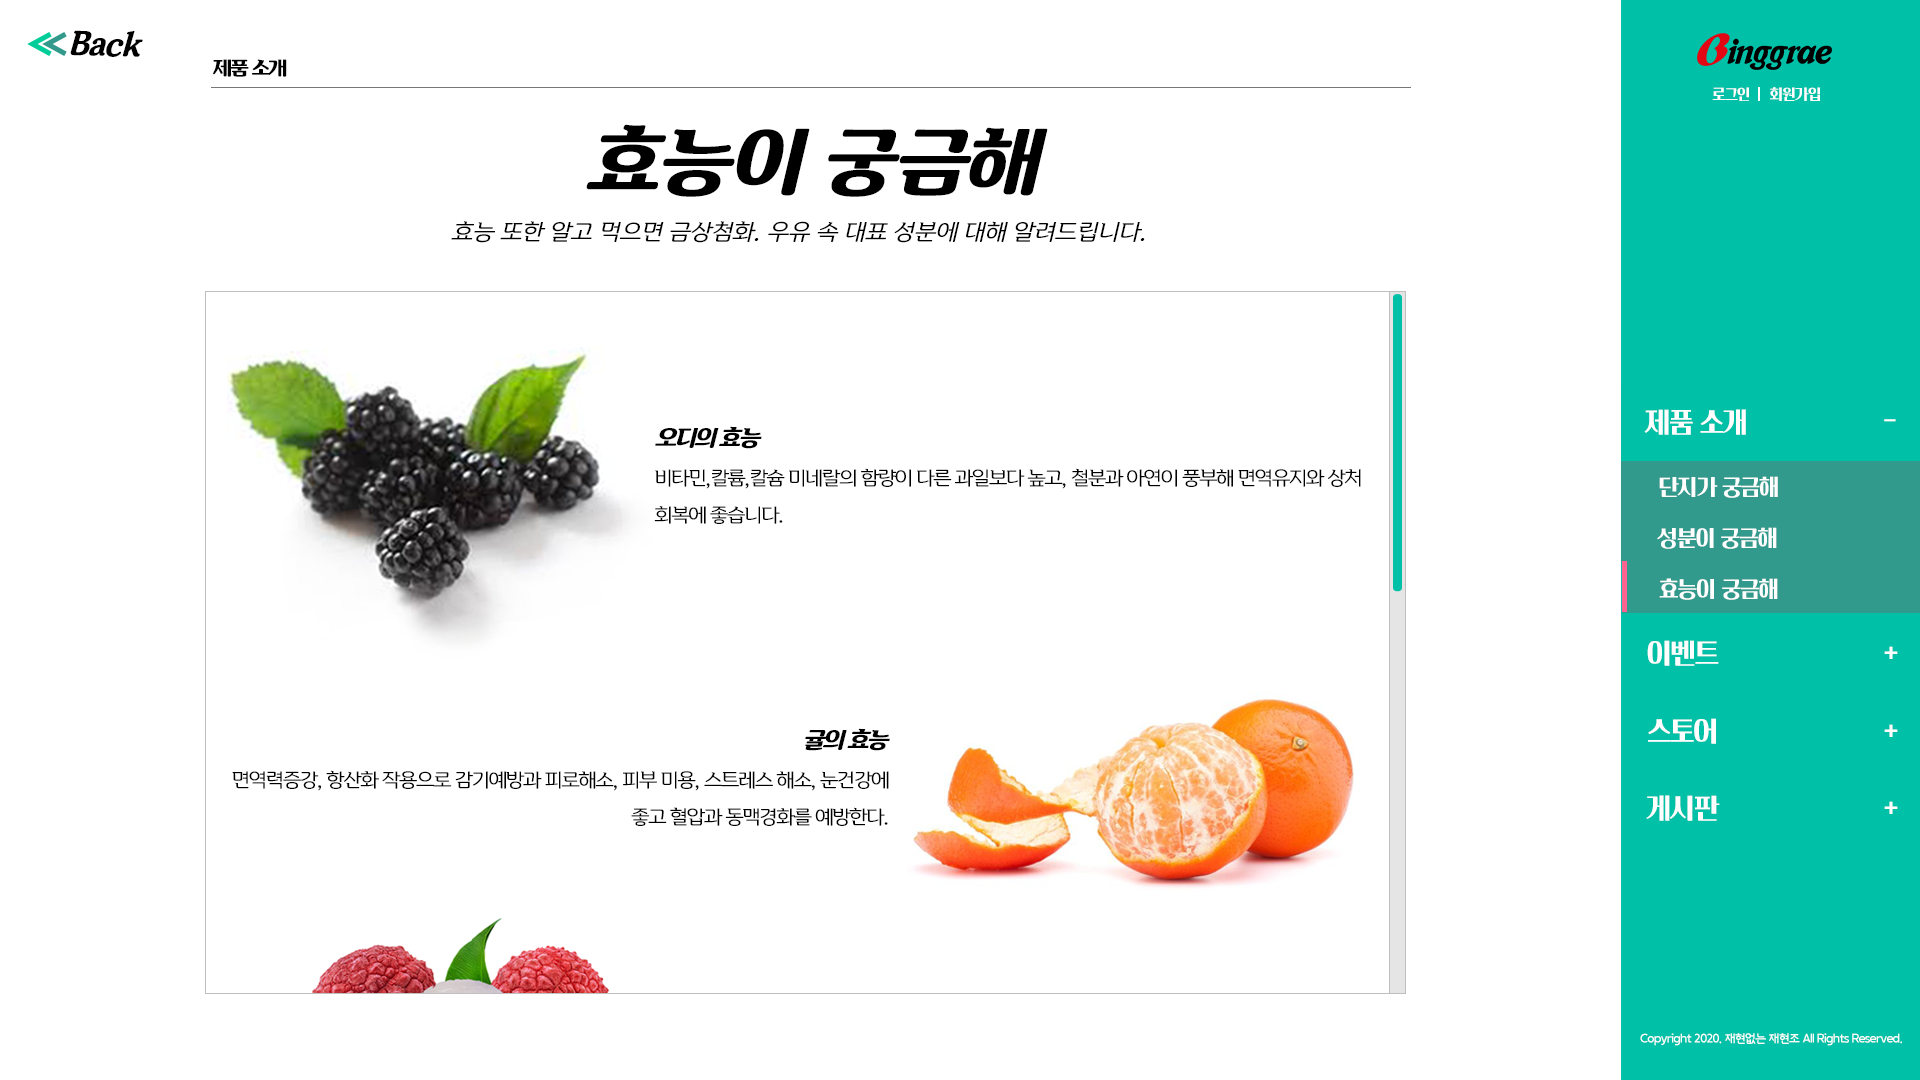 Back
제품 소개
효능이 궁금해
효능 또한 알고 먹으면 금상첨화. 우유 속 대표 성분에 대해 알려드립니다.
오디의 효능
비타민,칼륨,칼슘 미네랄의 함량이 다른 과일보다 높고, 철분과 아연이 풍부해 면역유지와 상처
회복에 좋습니다.
귤의 효능
면역력증강, 항산화 작용으로 감기예방과 피로해소, 피부 미용, 스트레스 해소, 눈건강에
좋고 혈압과 동맥경화를 예방한다.
Binggrae
로그인 | 회원가입
제품 소개 -
단지가 궁금해
성분이 궁금해
효능이 궁금해
이벤트 +
스토어 +
게시판 +
Copyright 2020. 재현없는 재현조 All Rights Reserved.